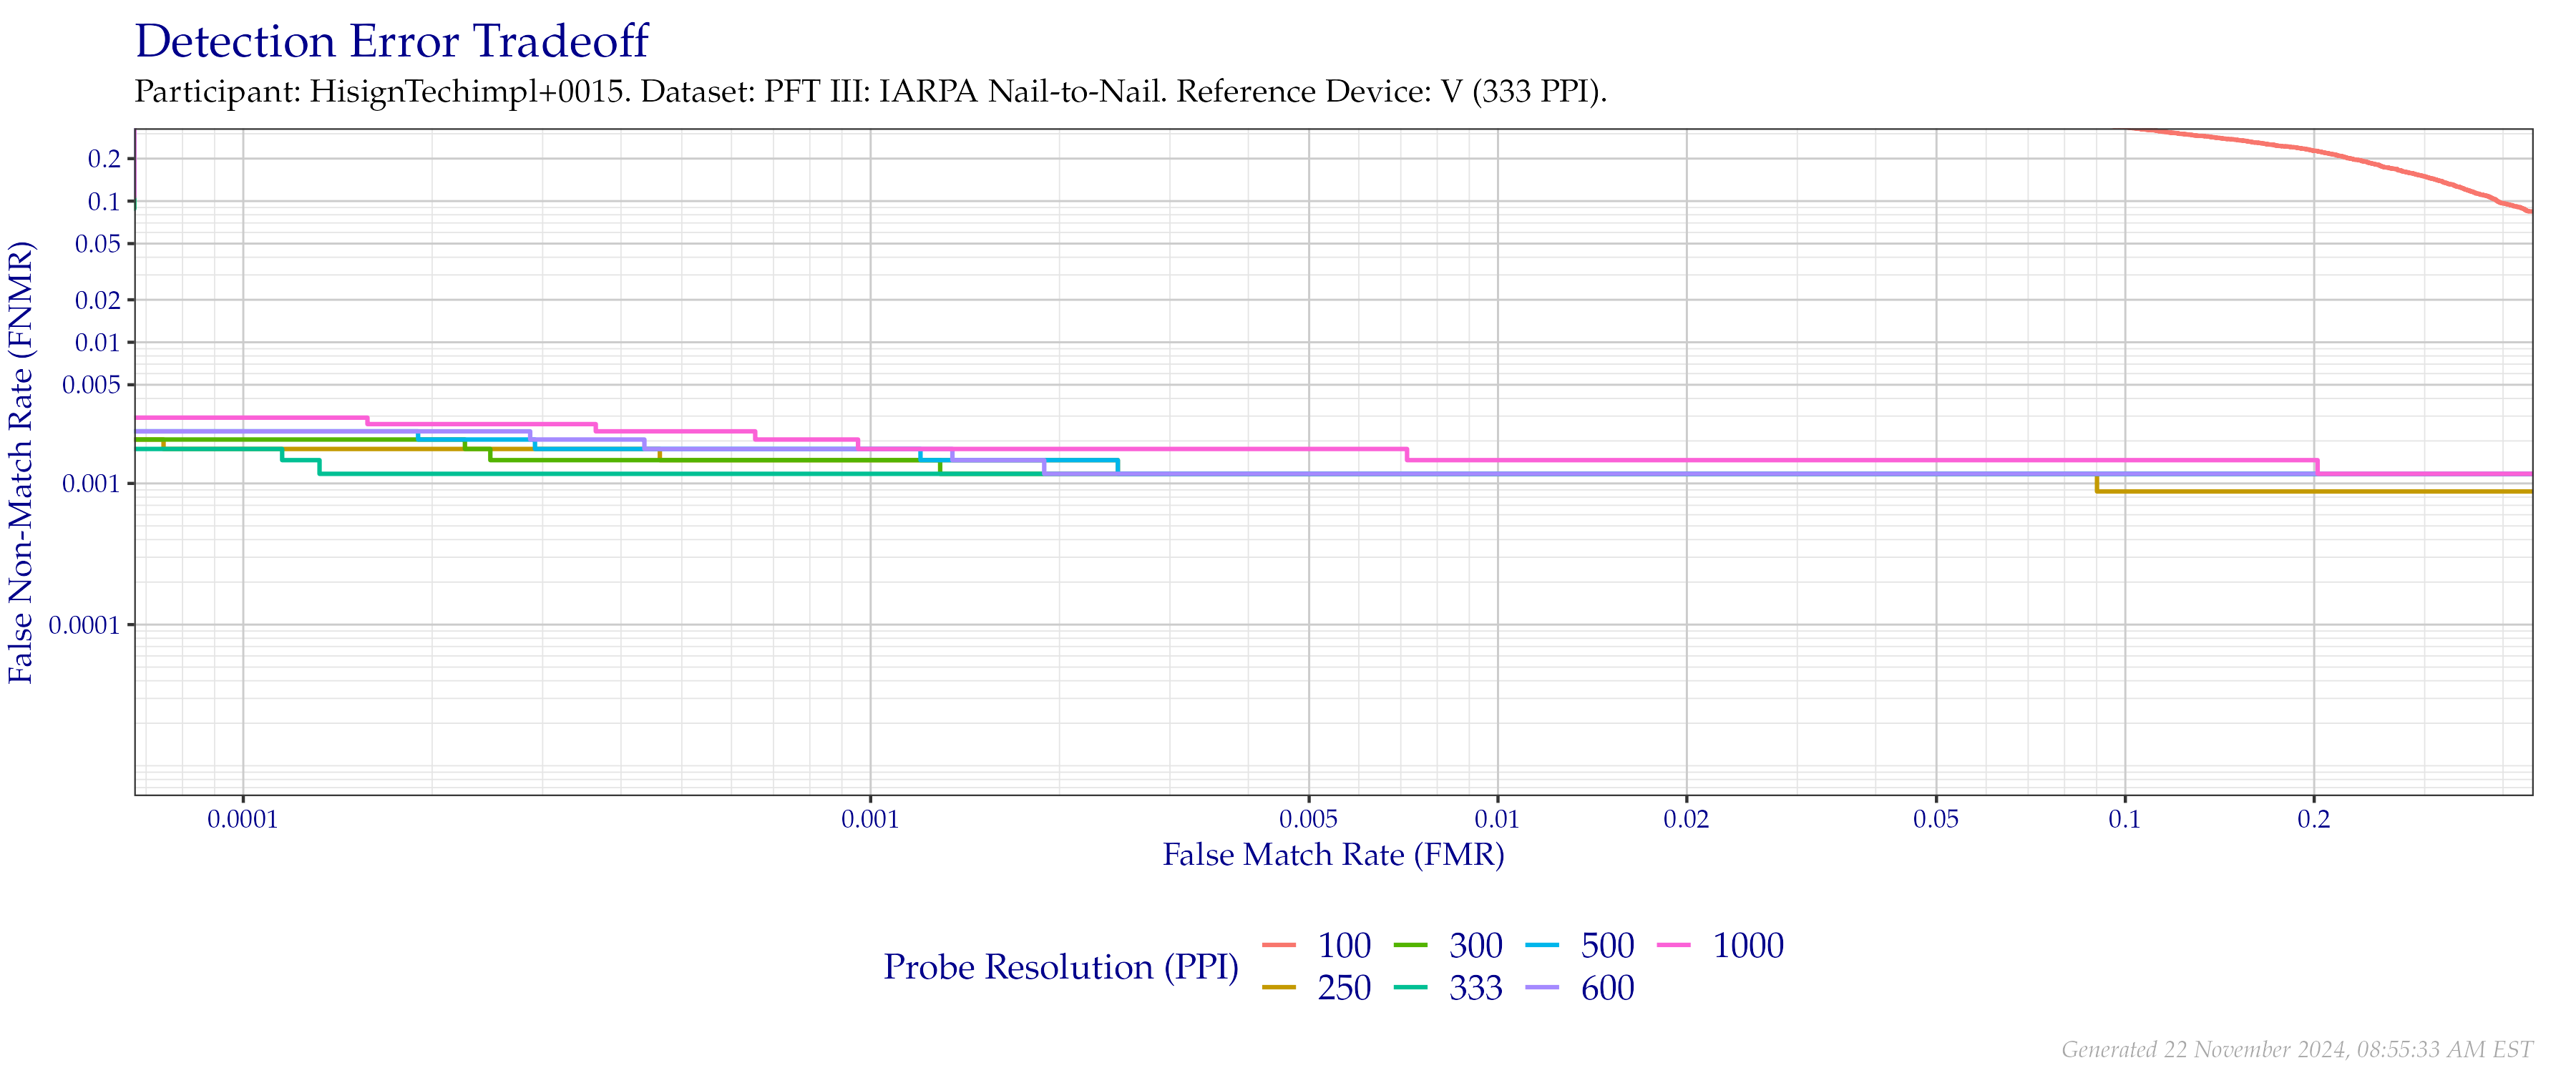 Detection Error Tradeoff
Participant: HisignTechimpl+0015. Dataset: PFT III: IARPA Nail-to-Nail. Reference Device: V (333 PPI).
False Non-Match Rate (FNMR)
0.2
0.1
0.05
0.02
0.01
0.005
0.001
0.0001
0.0001 0.001 0.005 0.01 0.02 0.05 0.1 0.2
False Match Rate (FMR)
Probe Resolution (PPI)
100 300 500 1000
250 333 600
Generated 22 November 2024, 08:55:33 AM EST